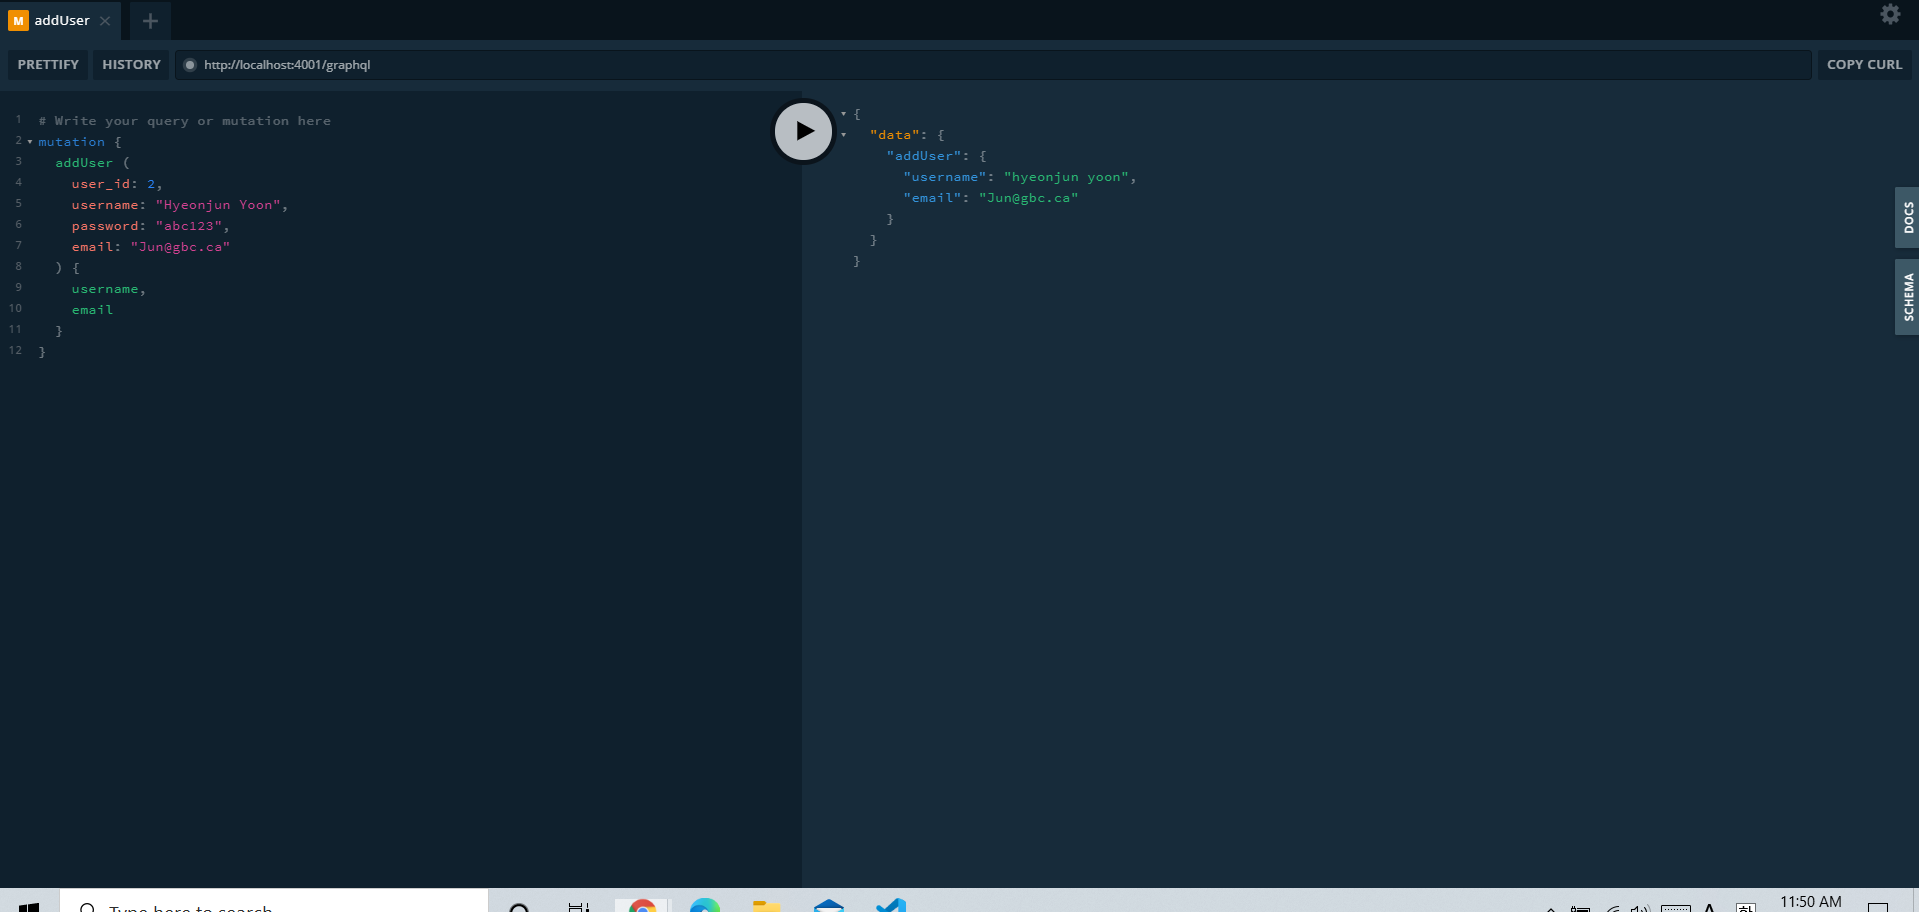 M addUser
PRETTIFY HISTORY http://localhost:4001/graphql COPY CURL
1 # Write your query or mutation here
2 mutation {
3 addUser (
4 user_id: 2,
5 username: "Hyeonjun Yoon",
6 password: "abc123",
7 email: "Jun@gbc.ca"
8 ) {
9 username,
10 email
11 }
12 }
{
"data": {
"addUser": {
"username": "hyeonjun yoon",
"email": "Jun@gbc.ca"
}
}
}
DOCS
SCHEMA
Type here to search
A
11:50 AM